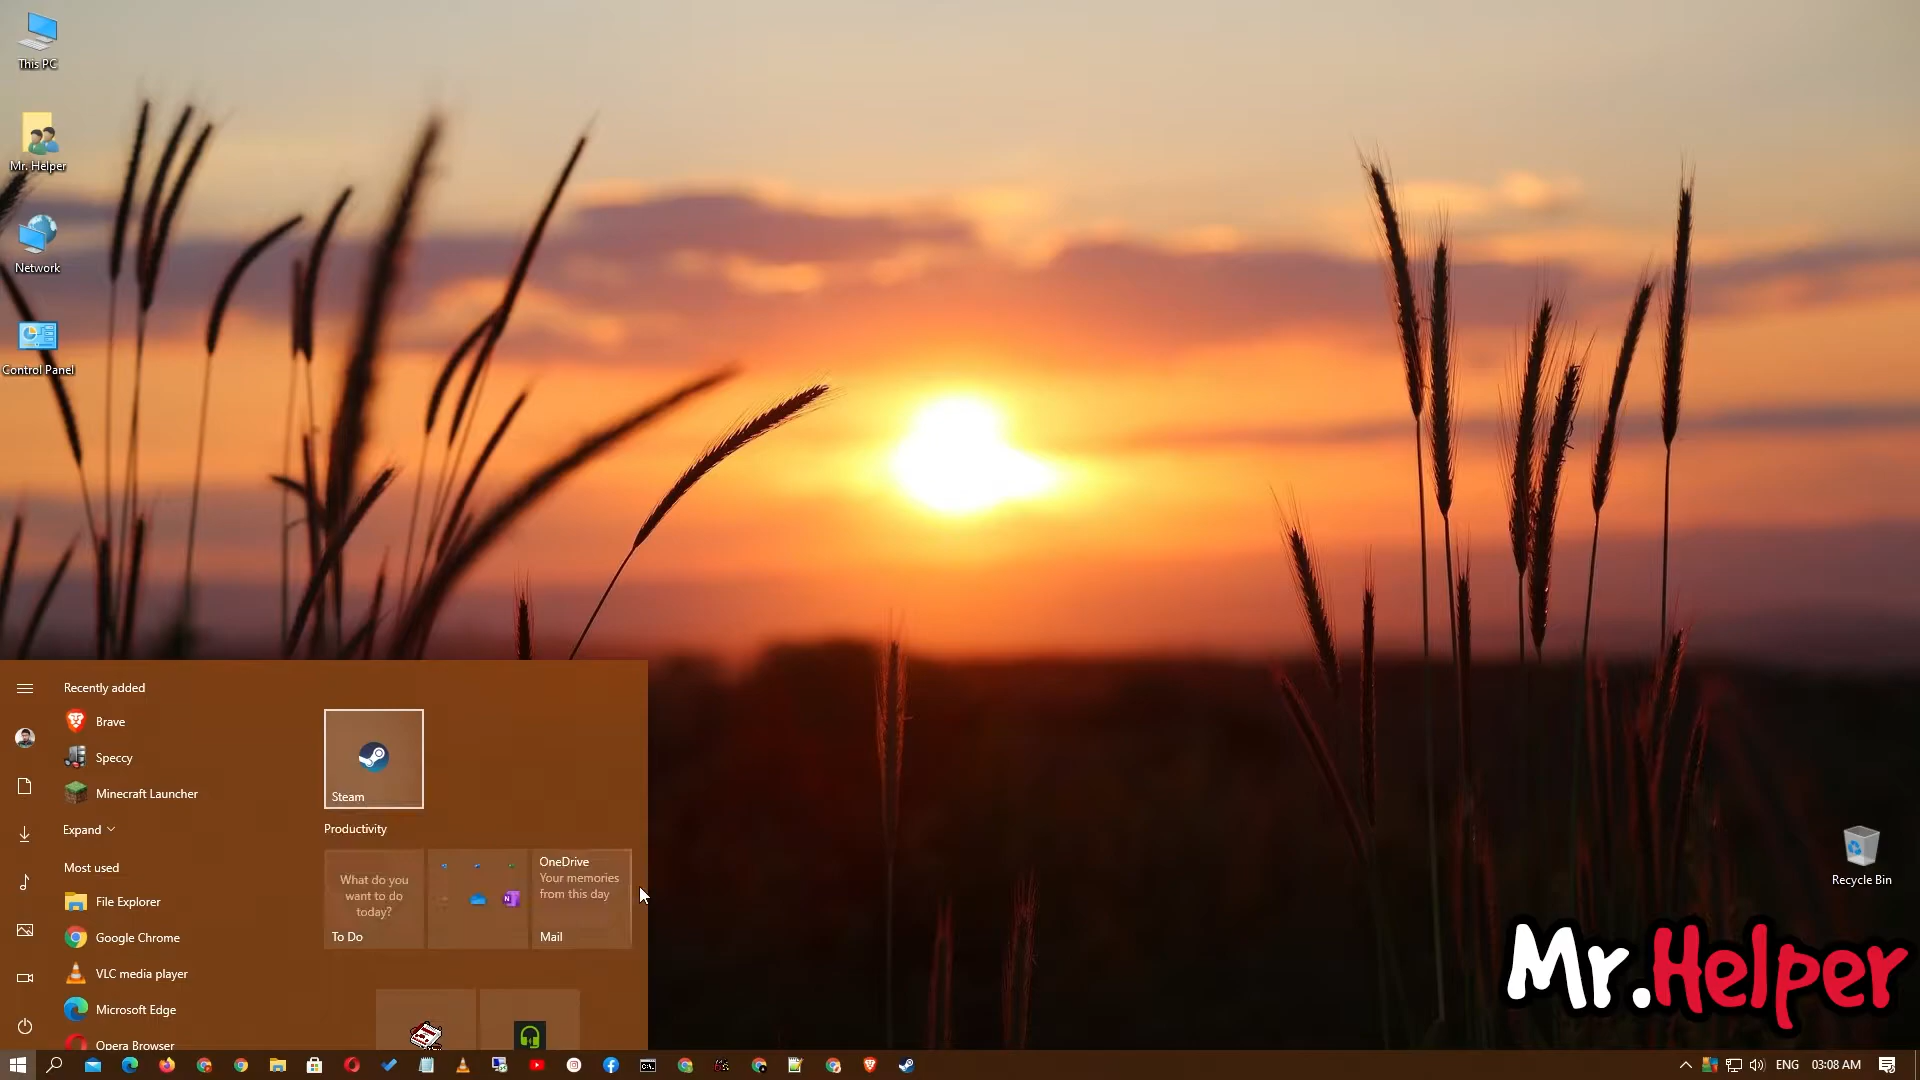 This PC
Mr. Helper
Network
Control Panel
Recycle Bin
Recently added
Brave
Speccy
Minecraft Launcher
Expand
Most used
File Explorer
Google Chrome
VLC media player
Microsoft Edge
Opera Browser
Steam
Productivity
What do you
want to do
today?
To Do
OneDrive
Your memories
from this day
Mail
Mr.Helper
ENG
03:08 AM